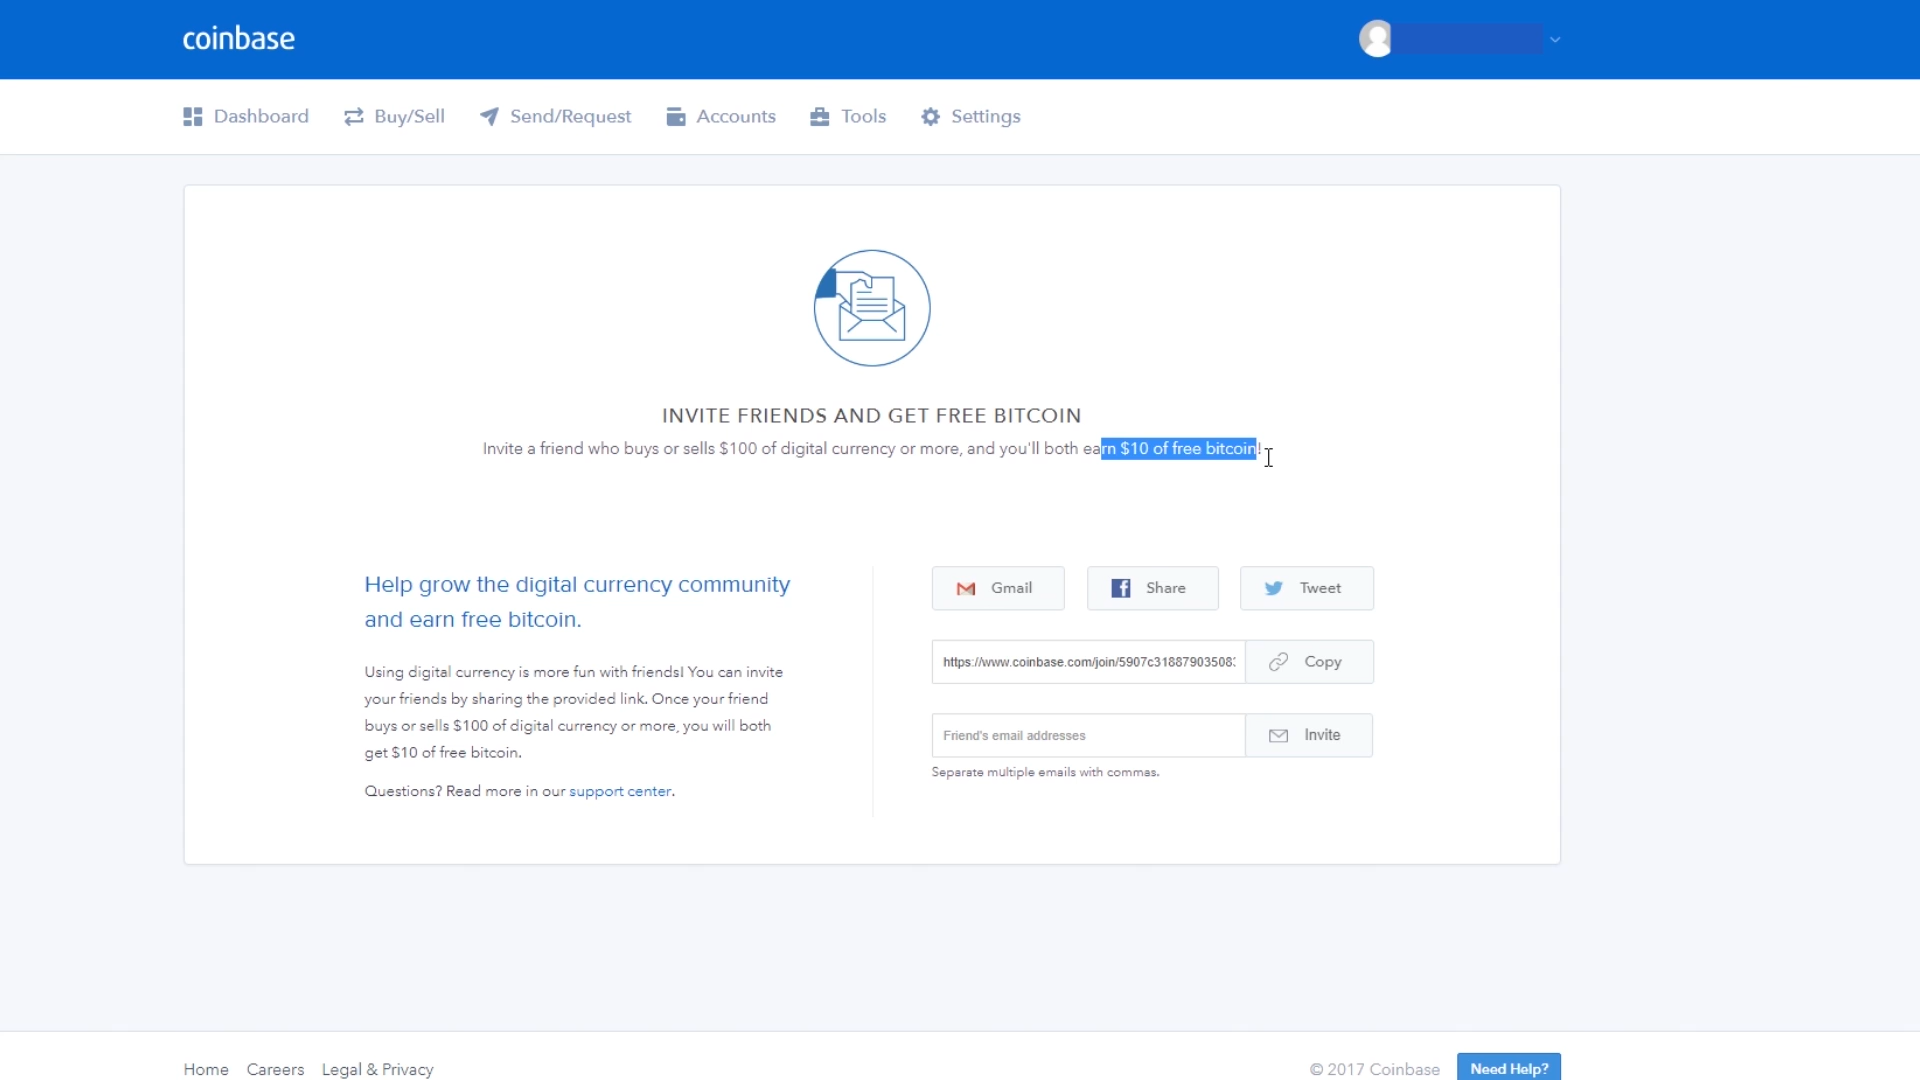 coinbase
Dashboard
Buy/Sell
Send/Request
Accounts
Tools
Settings
INVITE FRIENDS AND GET FREE BITCOIN
Invite a friend who buys or sells $100 of digital currency or more, and you'll both earn $10 of free bitcoin!
Help grow the digital currency community
and earn free bitcoin.
Using digital currency is more fun with friends! You can invite
your friends by sharing the provided link. Once your friend
buys or sells $100 of digital currency or more, you will both
get $10 of free bitcoin.
Questions? Read more in our support center.
Gmail
Share
Tweet
https://www.coinbase.com/join/5907c31887903508
Copy
Friend's email addresses
Invite
Separate multiple emails with commas.
Home
Careers
Legal & Privacy
© 2017 Coinbase
Need Help?